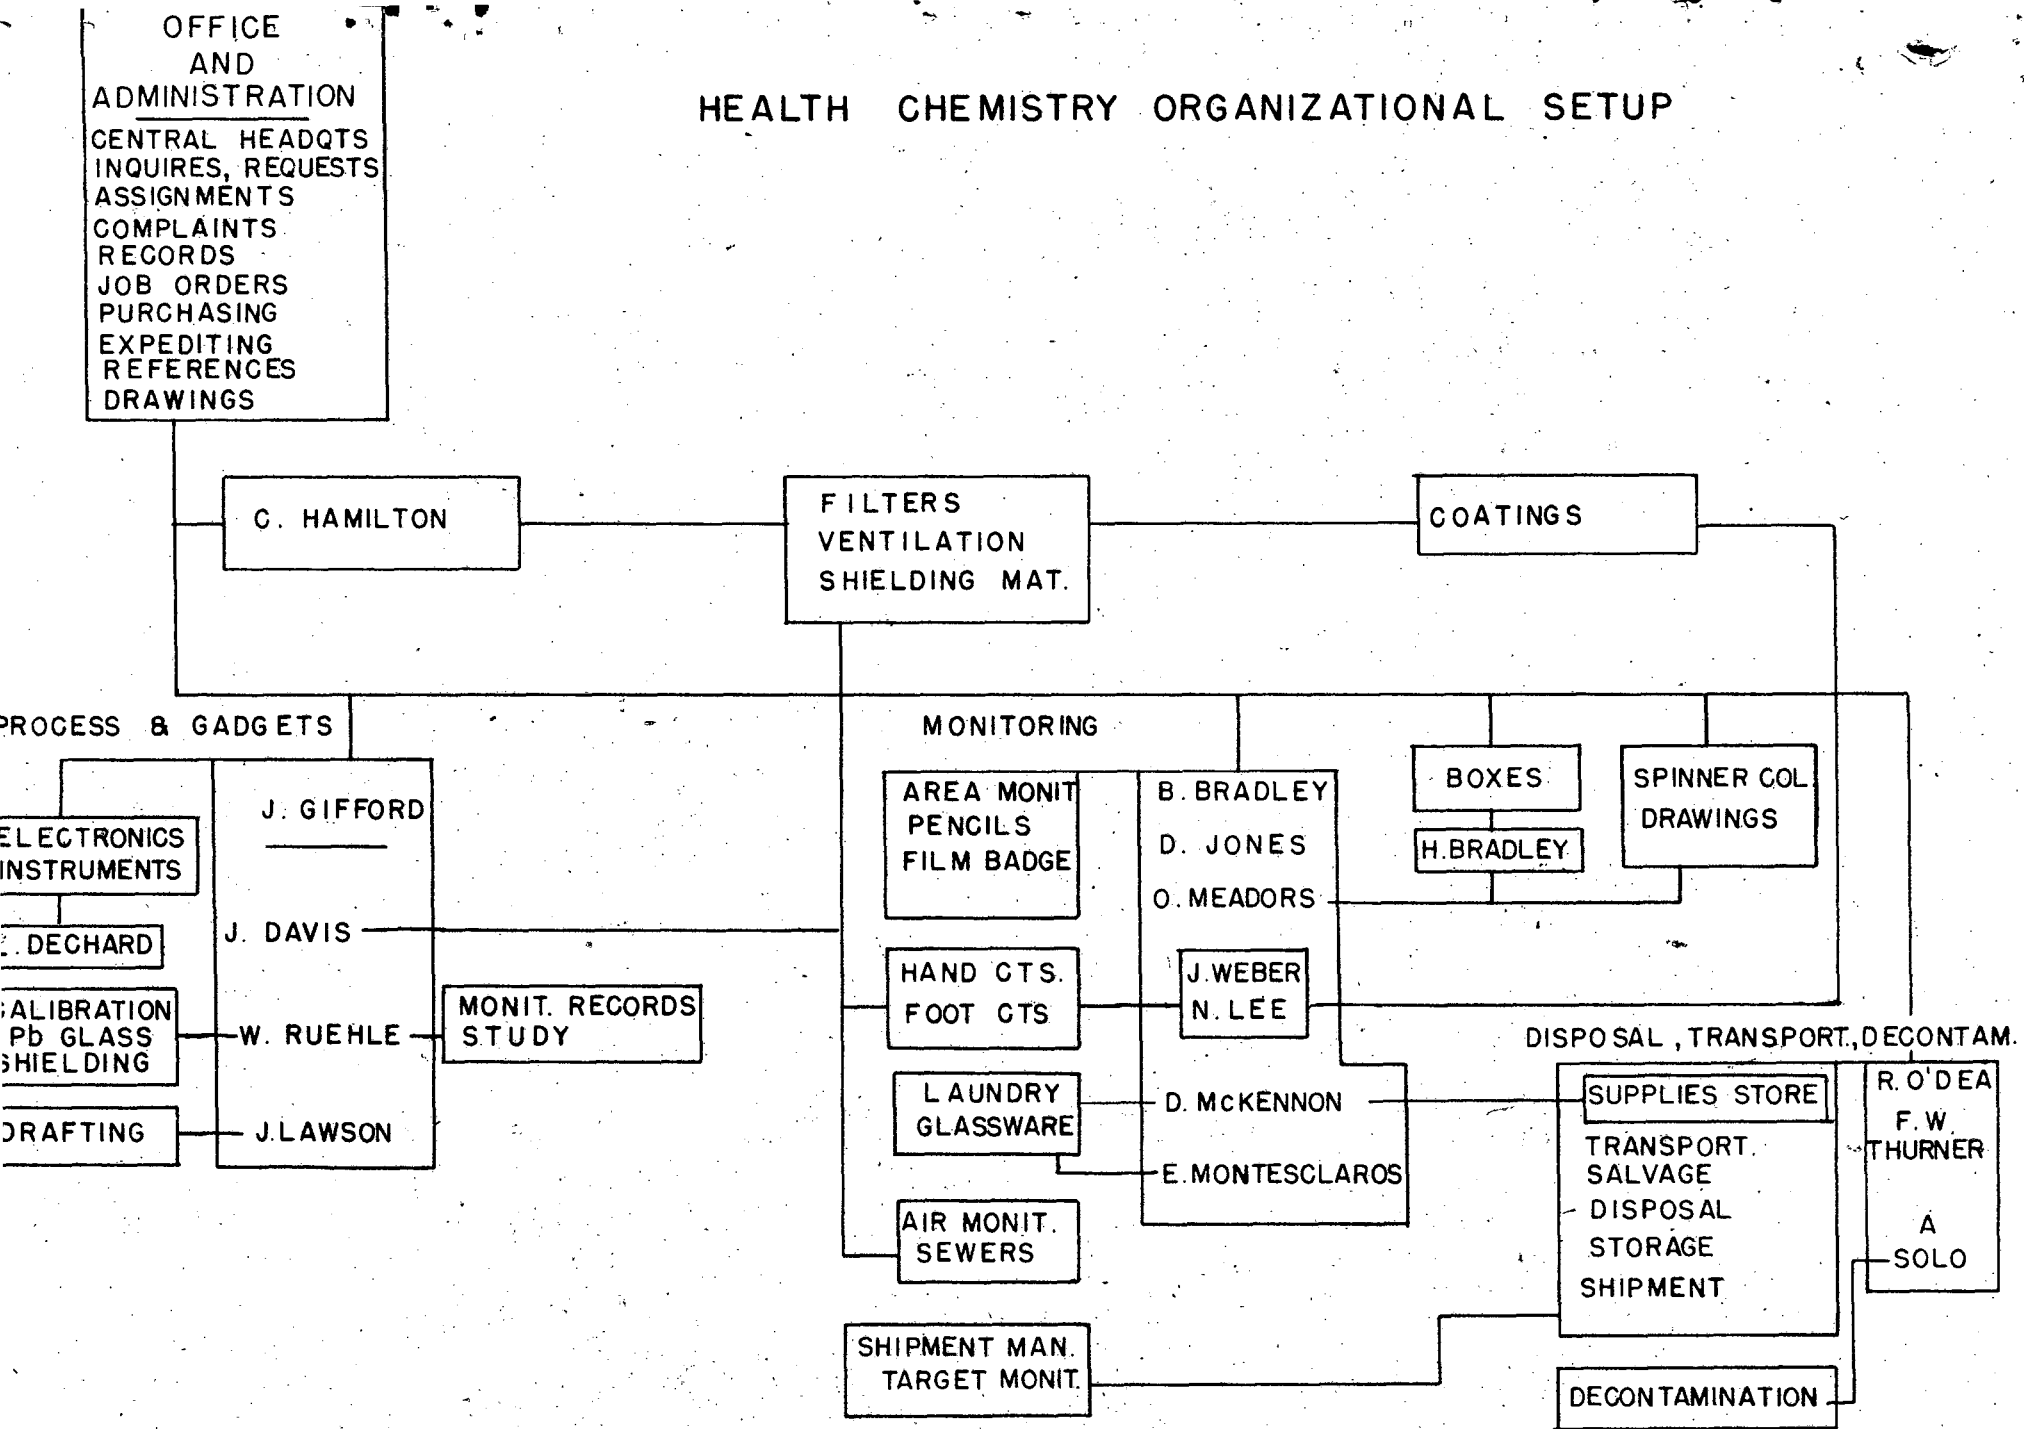 OFFICE
AND
ADMINISTRATION
CENTRAL HEADQTS
INQUIRES, REQUESTS
ASSIGNMENTS
COMPLAINTS
RECORDS
JOB ORDERS
PURCHASING
EXPEDITING
REFERENCES
DRAWINGS
HEALTH CHEMISTRY ORGANIZATIONAL SETUP
C. HAMILTON
FILTERS
VENTILATION
SHIELDING MAT.
COATINGS
PROCESS & GADGETS
J. GIFFORD
ELECTRONICS
INSTRUMENTS
. DECHARD
J. DAVIS
ALIBRATION
Pb GLASS
SHIELDING
W. RUEHLE
MONIT. RECORDS
STUDY
DRAFTING
J. LAWSON
MONITORING
AREA MONIT
PENCILS
FILM BADGE
B. BRADLEY
D. JONES
O. MEADORS
BOXES
H. BRADLEY
SPINNER COL.
DRAWINGS
HAND CTS.
FOOT CTS
J. WEBER
N. LEE
LAUNDRY
GLASSWARE
D. McKENNON
E. MONTESCLAROS
AIR MONIT.
SEWERS
SHIPMENT MAN.
TARGET MONIT.
DISPOSAL, TRANSPORT., DECONTAM.
SUPPLIES STORE
TRANSPORT.
SALVAGE
DISPOSAL
STORAGE
SHIPMENT
R. O'DEA
F. W.
THURNER
A
SOLO
DECONTAMINATION